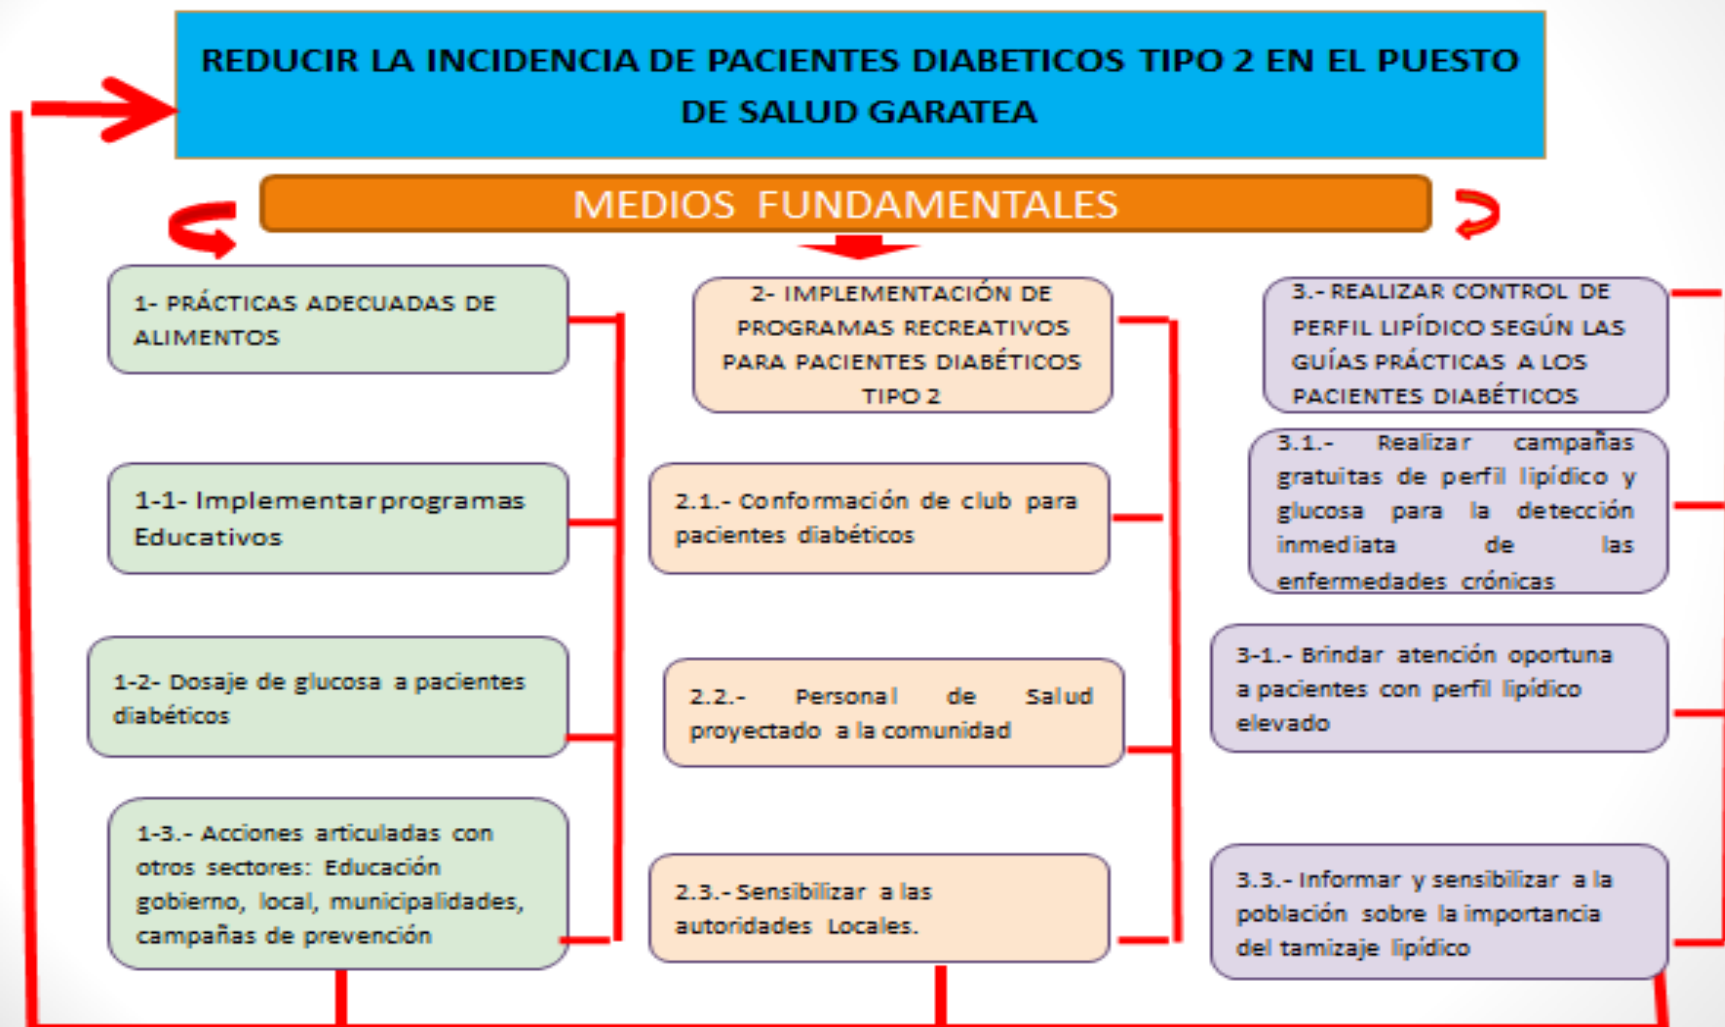 REDUCIR LA INCIDENCIA DE PACIENTES DIABETICOS TIPO 2 EN EL PUESTO
DE SALUD GARATEA
MEDIOS FUNDAMENTALES
1- PRÁCTICAS ADECUADAS DE
ALIMENTOS
1-1- Implementar programas
Educativos
1-2- Dosaje de glucosa a pacientes
diabéticos
1-3.- Acciones articuladas con
otros sectores: Educación
gobierno, local, municipalidades,
campañas de prevención
2- IMPLEMENTACIÓN DE
PROGRAMAS RECREATIVOS
PARA PACIENTES DIABÉTICOS
TIPO 2
2.1.- Conformación de club para
pacientes diabéticos
2.2.- Personal de Salud
proyectado a la comunidad
2.3.- Sensibilizar a las
autoridades Locales.
3.- REALIZAR CONTROL DE
PERFIL LIPÍDICO SEGÚN LAS
GUÍAS PRÁCTICAS A LOS
PACIENTES DIABÉTICOS
3.1.- Realizar campañas
gratuitas de perfil lipídico y
glucosa para la detección
inmediata de las
enfermedades crónicas
3-1.- Brindar atención oportuna
a pacientes con perfil lipídico
elevado
3.3.- Informar y sensibilizar a la
población sobre la importancia
del tamizaje lipídico